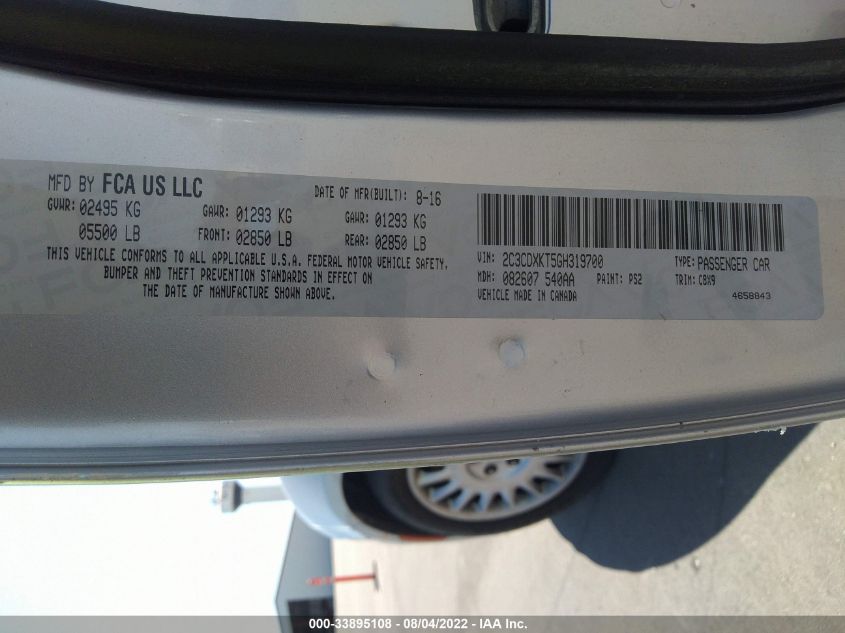 MFD BY FCA US LLC
DATE OF MFR(BUILT): 8-16
GVWR: 02495 KG
GAWR: 01293 KG
GAWR: 01293 KG
05500 LB
FRONT: 02850 LB
REAR: 02850 LB
THIS VEHICLE CONFORMS TO ALL APPLICABLE U.S.A. FEDERAL MOTOR VEHICLE SAFETY,
BUMPER AND THEFT PREVENTION STANDARDS IN EFFECT ON
THE DATE OF MANUFACTURE SHOWN ABOVE.
VIN: 2C3CDXKT5GH319700
TYPE: PASSENGER CAR
MDH: 082607 540AA
PAINT: PS2
TRIM: CBX9
VEHICLE MADE IN CANADA
4658843
000-33895108 - 08/04/2022 - IAA Inc.